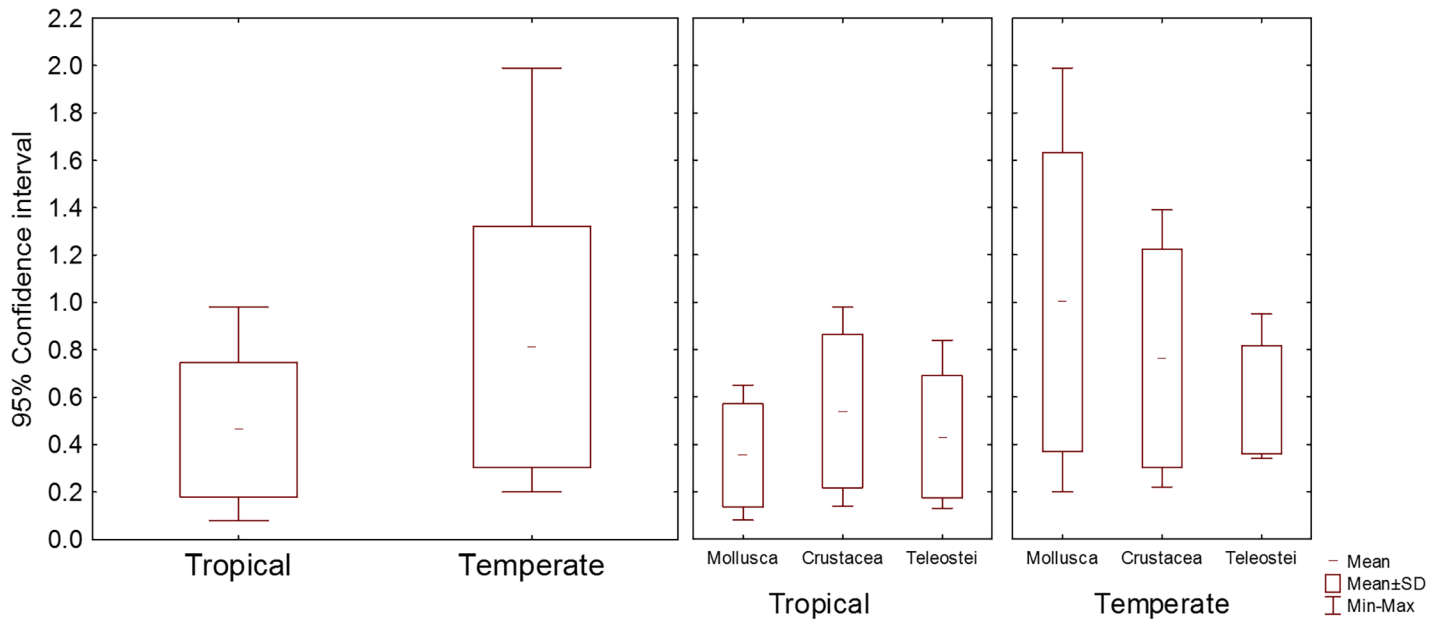 95% Confidence interval
2.2
2.0
1.8
1.6
1.4
1.2
1.0
0.8
0.6
0.4
0.2
0.0
Tropical Temperate
Mollusca Crustacea Teleostei
Tropical
Mollusca Crustacea Teleostei
Temperate
Mean
Mean±SD
Min-Max